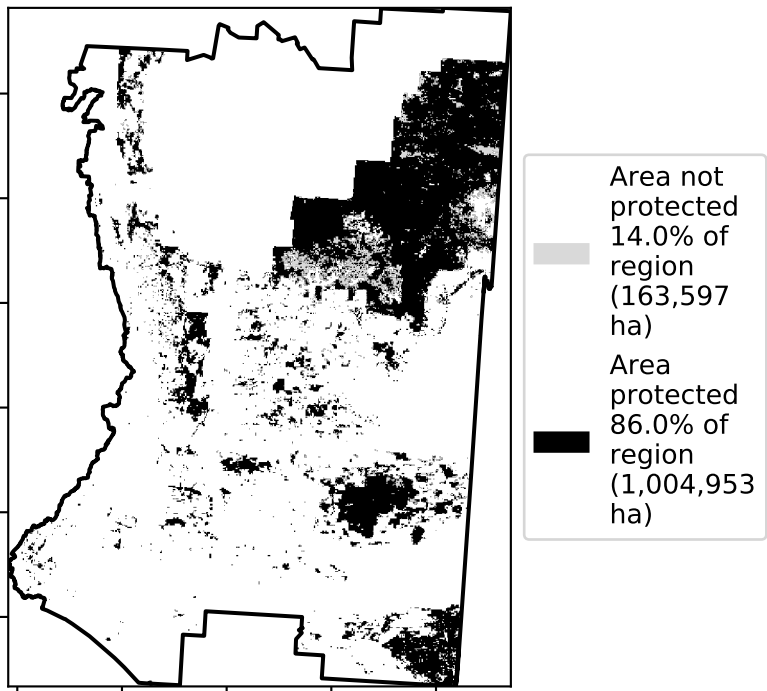 Area not
protected
14.0% of
region
(163,597
ha)
Area
protected
86.0% of
region
(1,004,953
ha)